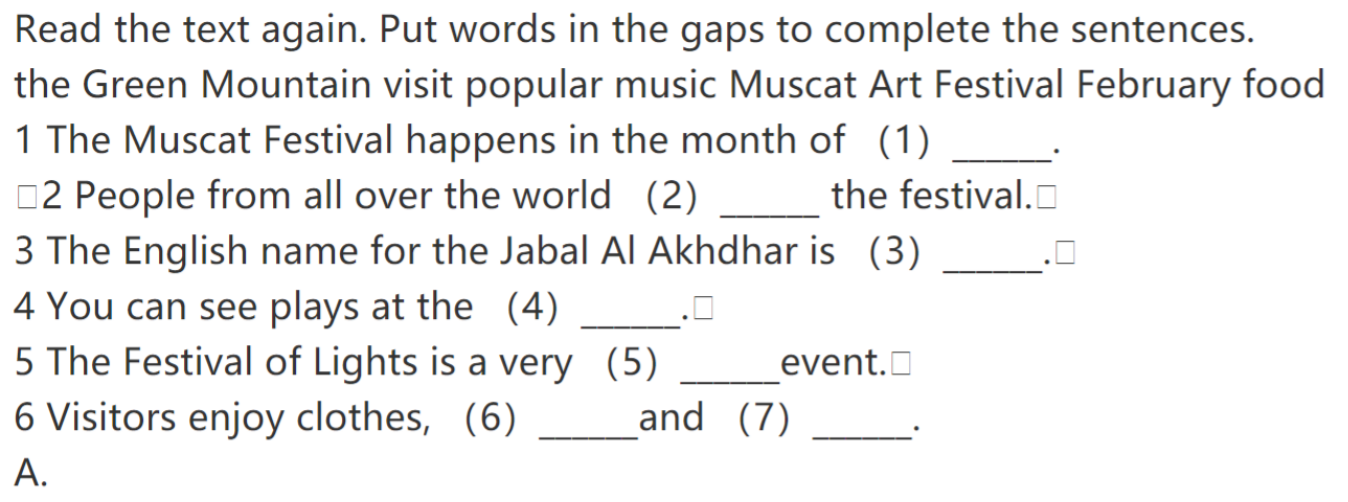 Read the text again. Put words in the gaps to complete the sentences.
the Green Mountain visit popular music Muscat Art Festival February food
1 The Muscat Festival happens in the month of (1) ______.
□2 People from all over the world (2) ______ the festival.□
3 The English name for the Jabal Al Akhdhar is (3) ______.□
4 You can see plays at the (4) ______.□
5 The Festival of Lights is a very (5) ______event.□
6 Visitors enjoy clothes, (6) ______and (7) ______.
A.